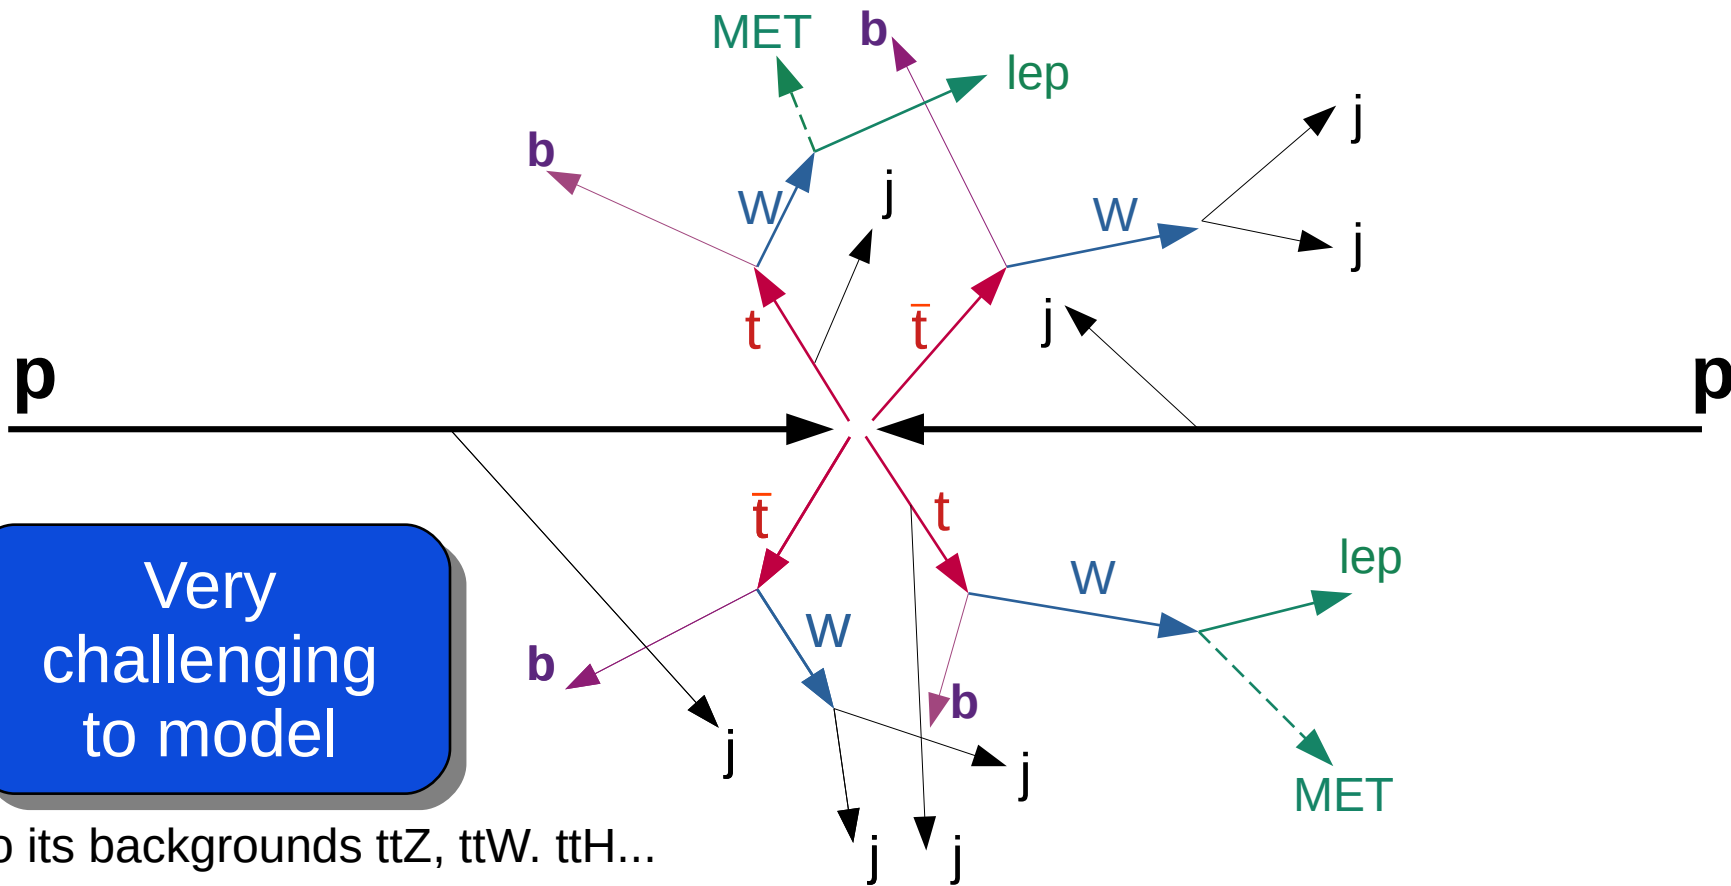 MET
b
lep
j
b
j
W
W
j
t
t̅
j
p
p
t̅
t
lep
Very
challenging
to model
W
W
b
b
j
j
MET
o its backgrounds ttZ, ttW. ttH...
j
j